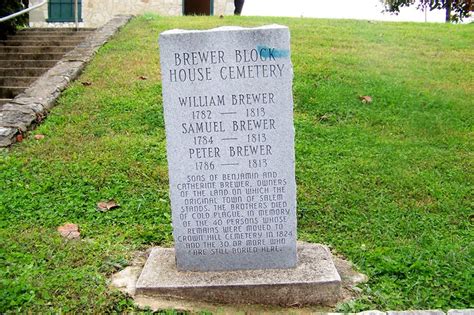 BREWER BLOCK
HOUSE CEMETERY
WILLIAM BREWER
1782 — 1813
SAMUEL BREWER
1784 — 1813
PETER BREWER
1786 — 1813
SONS OF BENJAMIN AND
CATHERINE BREWER, OWNERS
OF THE LAND ON WHICH THE
ORIGINAL TOWN OF SALEM
STANDS. THE BROTHERS DIED
OF COLD PLAGUE. IN MEMORY
OF THE 40 PERSONS WHOSE
REMAINS WERE MOVED TO
CROWN HILL CEMETERY IN 1824
AND THE 30 OR MORE WHO
ARE STILL BURIED HERE.